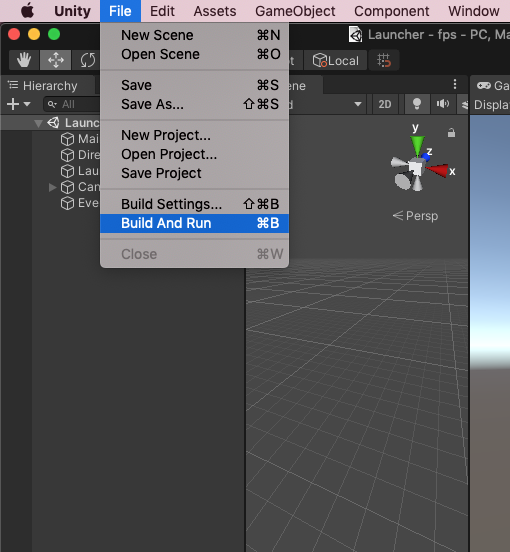 Unity File Edit Assets GameObject Component Window
Launcher - fps - PC, Ma
Local
Hierarchy
All
2D
Launc
Mai
Dire
Lau
Can
Eve
New Scene ⌘N
Open Scene ⌘O
Save ⌘S
Save As... ⇧⌘S
New Project...
Open Project...
Save Project
Build Settings... ⇧⌘B
Build And Run ⌘B
Close ⌘W
ene
Ga
Displa
y
z
x
Persp